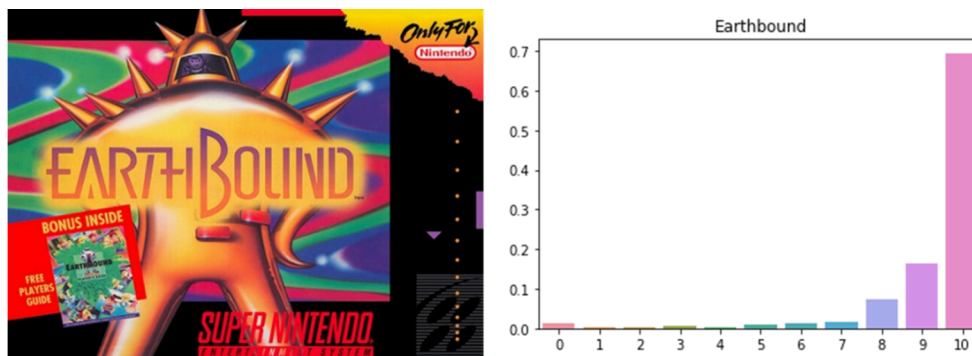 Only For
Nintendo
EARTHBOUND
™
BONUS INSIDE
EARTHBOUND
FREE
PLAYERS
GUIDE
SUPER NINTENDO
ENTERTAINMENT SYSTEM
Earthbound
0.7
0.6
0.5
0.4
0.3
0.2
0.1
0.0
0 1 2 3 4 5 6 7 8 9 10